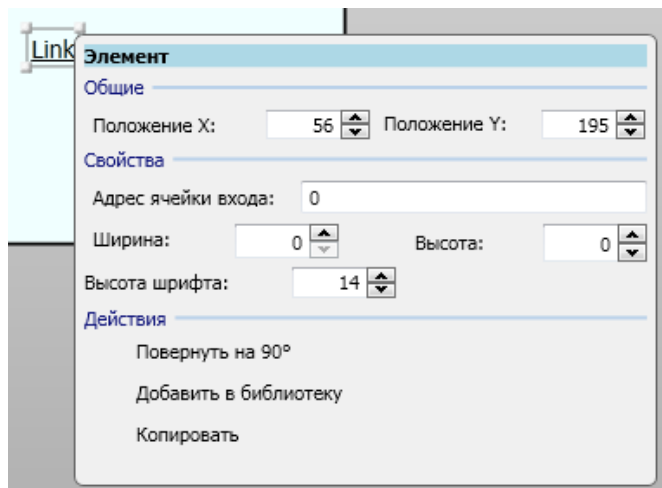 Link
Элемент
Общие
Положение X: 56 Положение Y: 195
Свойства
Адрес ячейки входа: 0
Ширина: 0 Высота: 0
Высота шрифта: 14
Действия
Повернуть на 90°
Добавить в библиотеку
Копировать